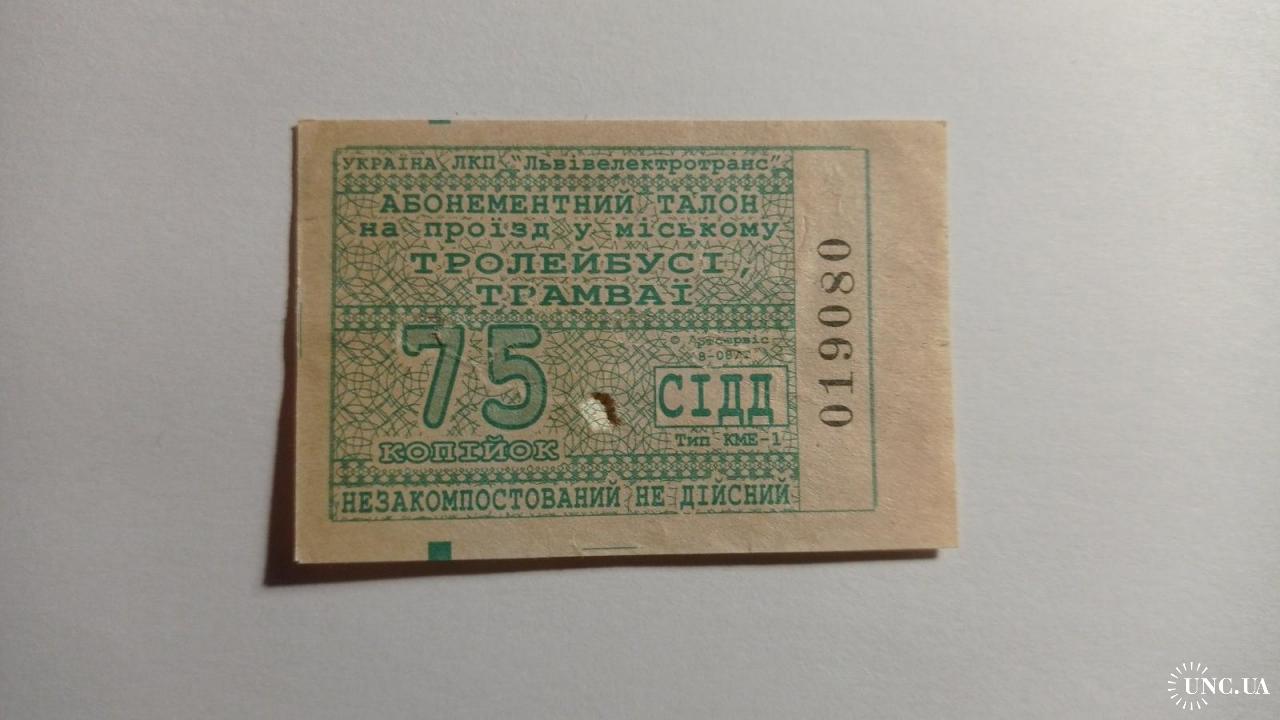 УКРАЇНА ЛКП "Львівелектротранс"
АБОНЕМЕНТНИЙ ТАЛОН
на проїзд у міському
ТРОЛЕЙБУСІ,
ТРАМВАЇ
75
КОПІЙОК
© Артсервіс
СІДД
Тип КМЕ-1
НЕЗАКОМПОСТОВАНИЙ НЕ ДІЙСНИЙ
019080
UNC.UA